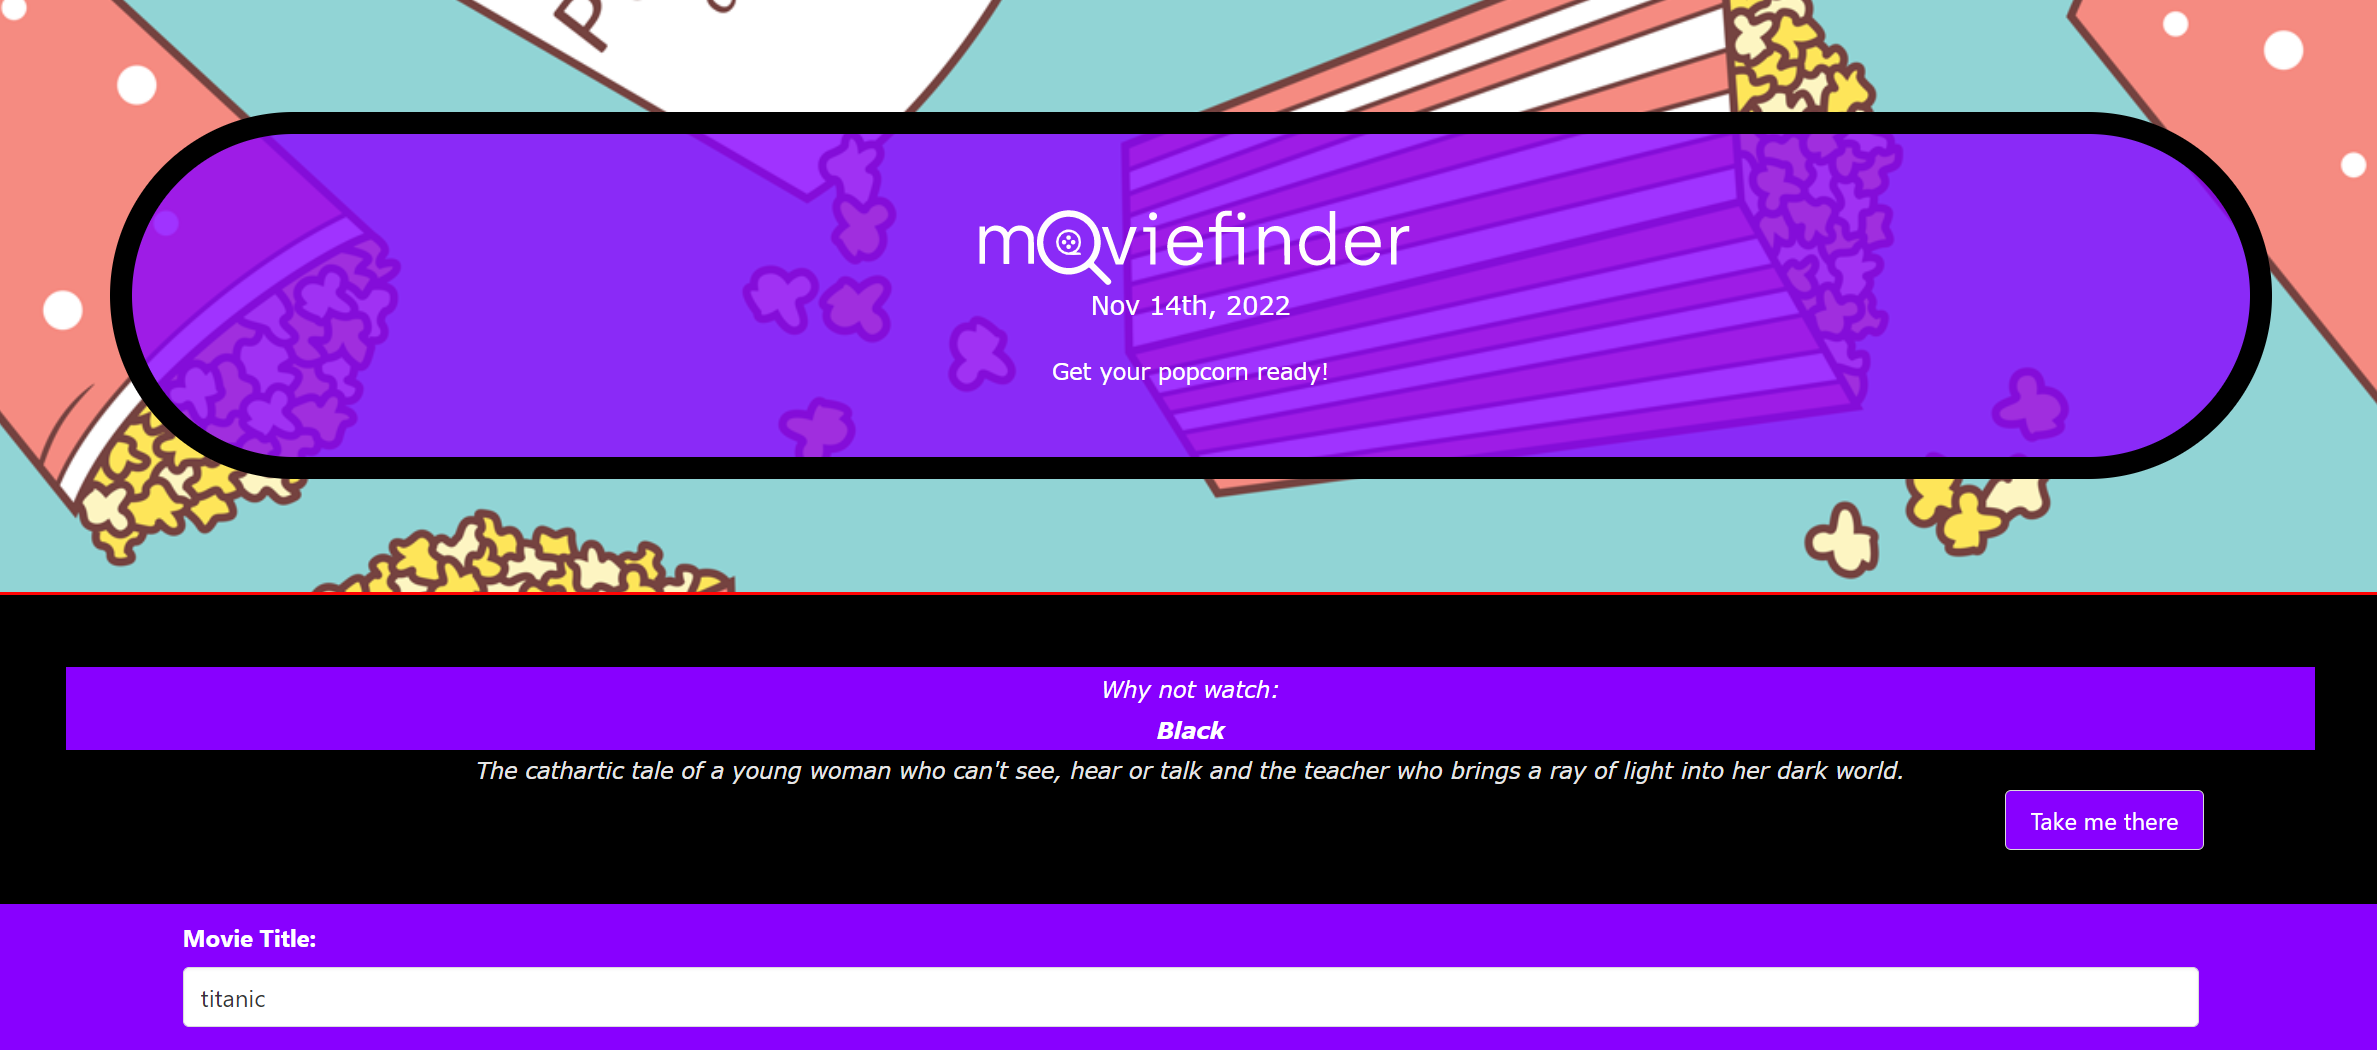 moviefinder
Nov 14th, 2022
Get your popcorn ready!
Why not watch:
Black
The cathartic tale of a young woman who can't see, hear or talk and the teacher who brings a ray of light into her dark world.
Take me there
Movie Title:
titanic